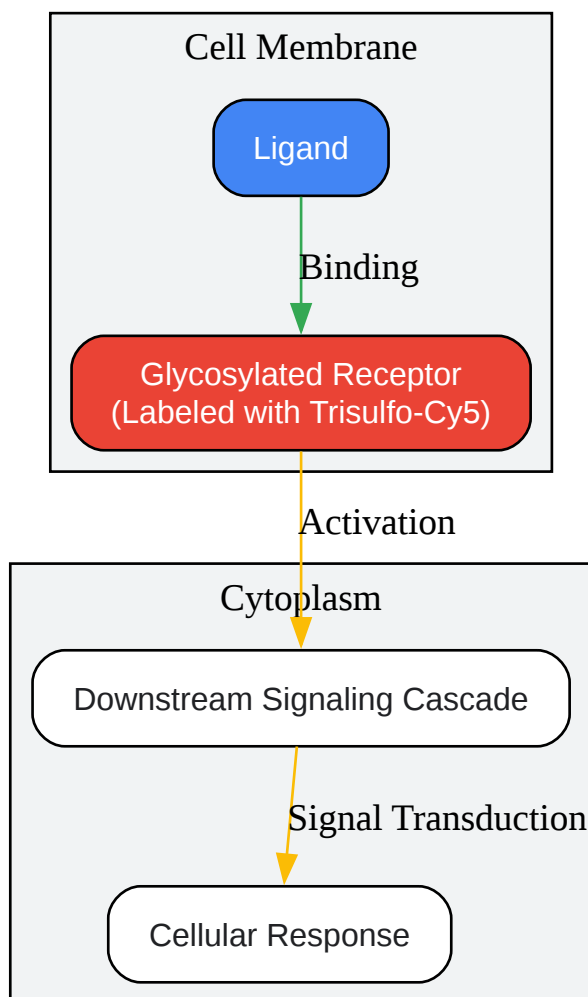 Cell Membrane
Ligand
Binding
Glycosylated Receptor
(Labeled with Trisulfo-Cy5)
Activation
Cytoplasm
Downstream Signaling Cascade
Signal Transduction
Cellular Response